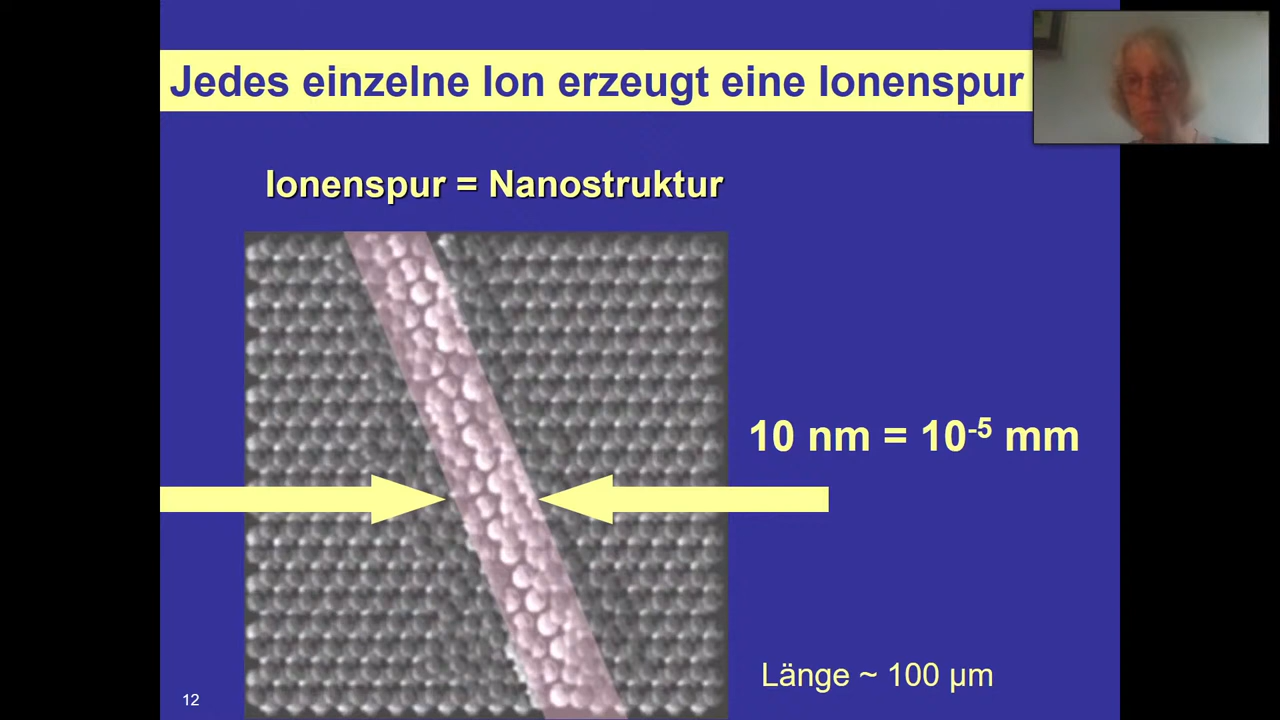 Jedes einzelne Ion erzeugt eine Ionenspur
Ionenspur = Nanostruktur
10 nm = 10⁻⁵ mm
Länge ~ 100 µm
12